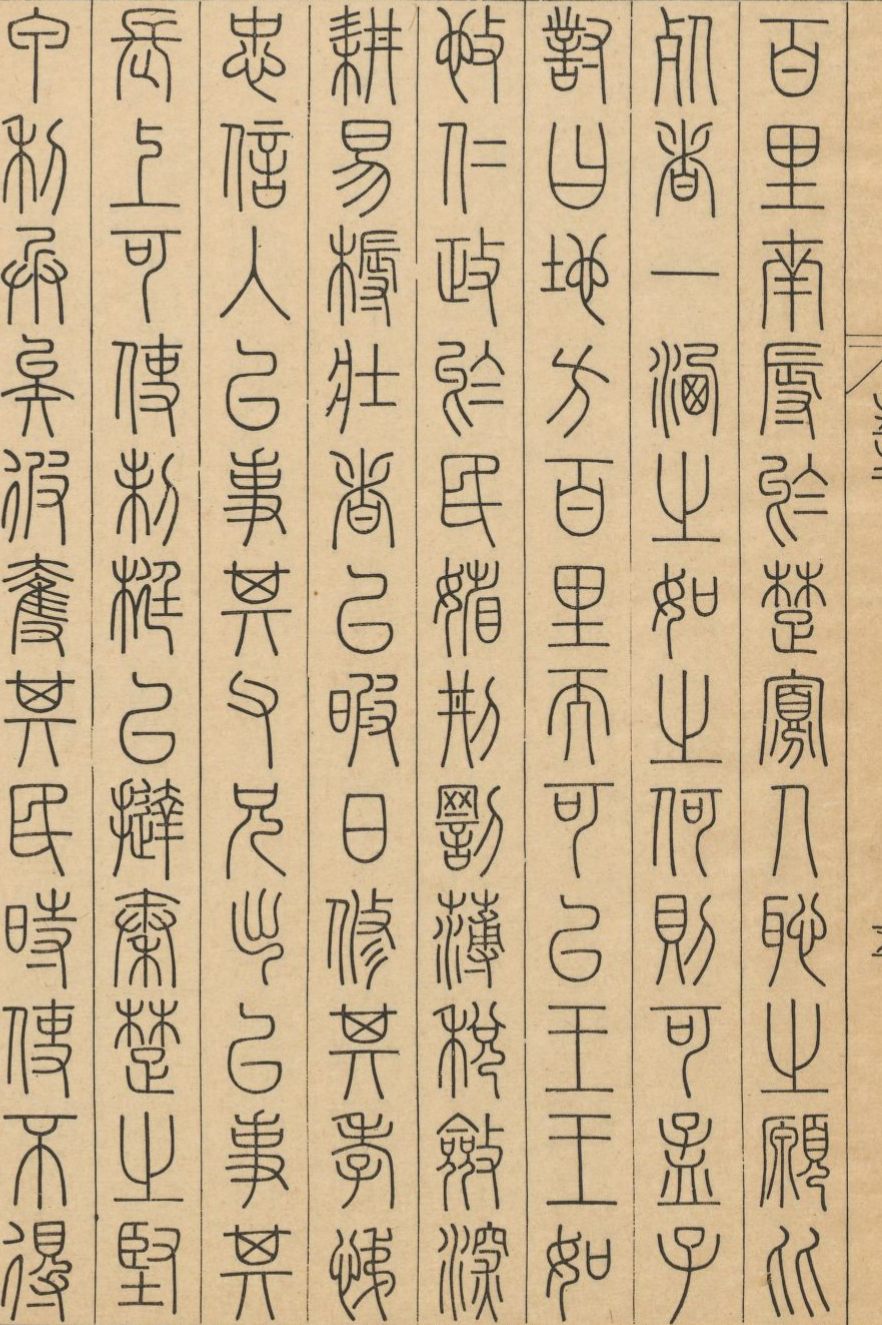 百里南辱於楚寡人恥之願比
死者一洒之如之何則可孟子
對曰地方百里而可以王王如
𢻱仁政於民媘刑罰薄稅斂深
耕易槈壯者以暇日修其孝悌
忠信入以事其父兄出以事其
長上可使制梃以撻秦楚之堅
甲利兵矣彼奪其民時使不得